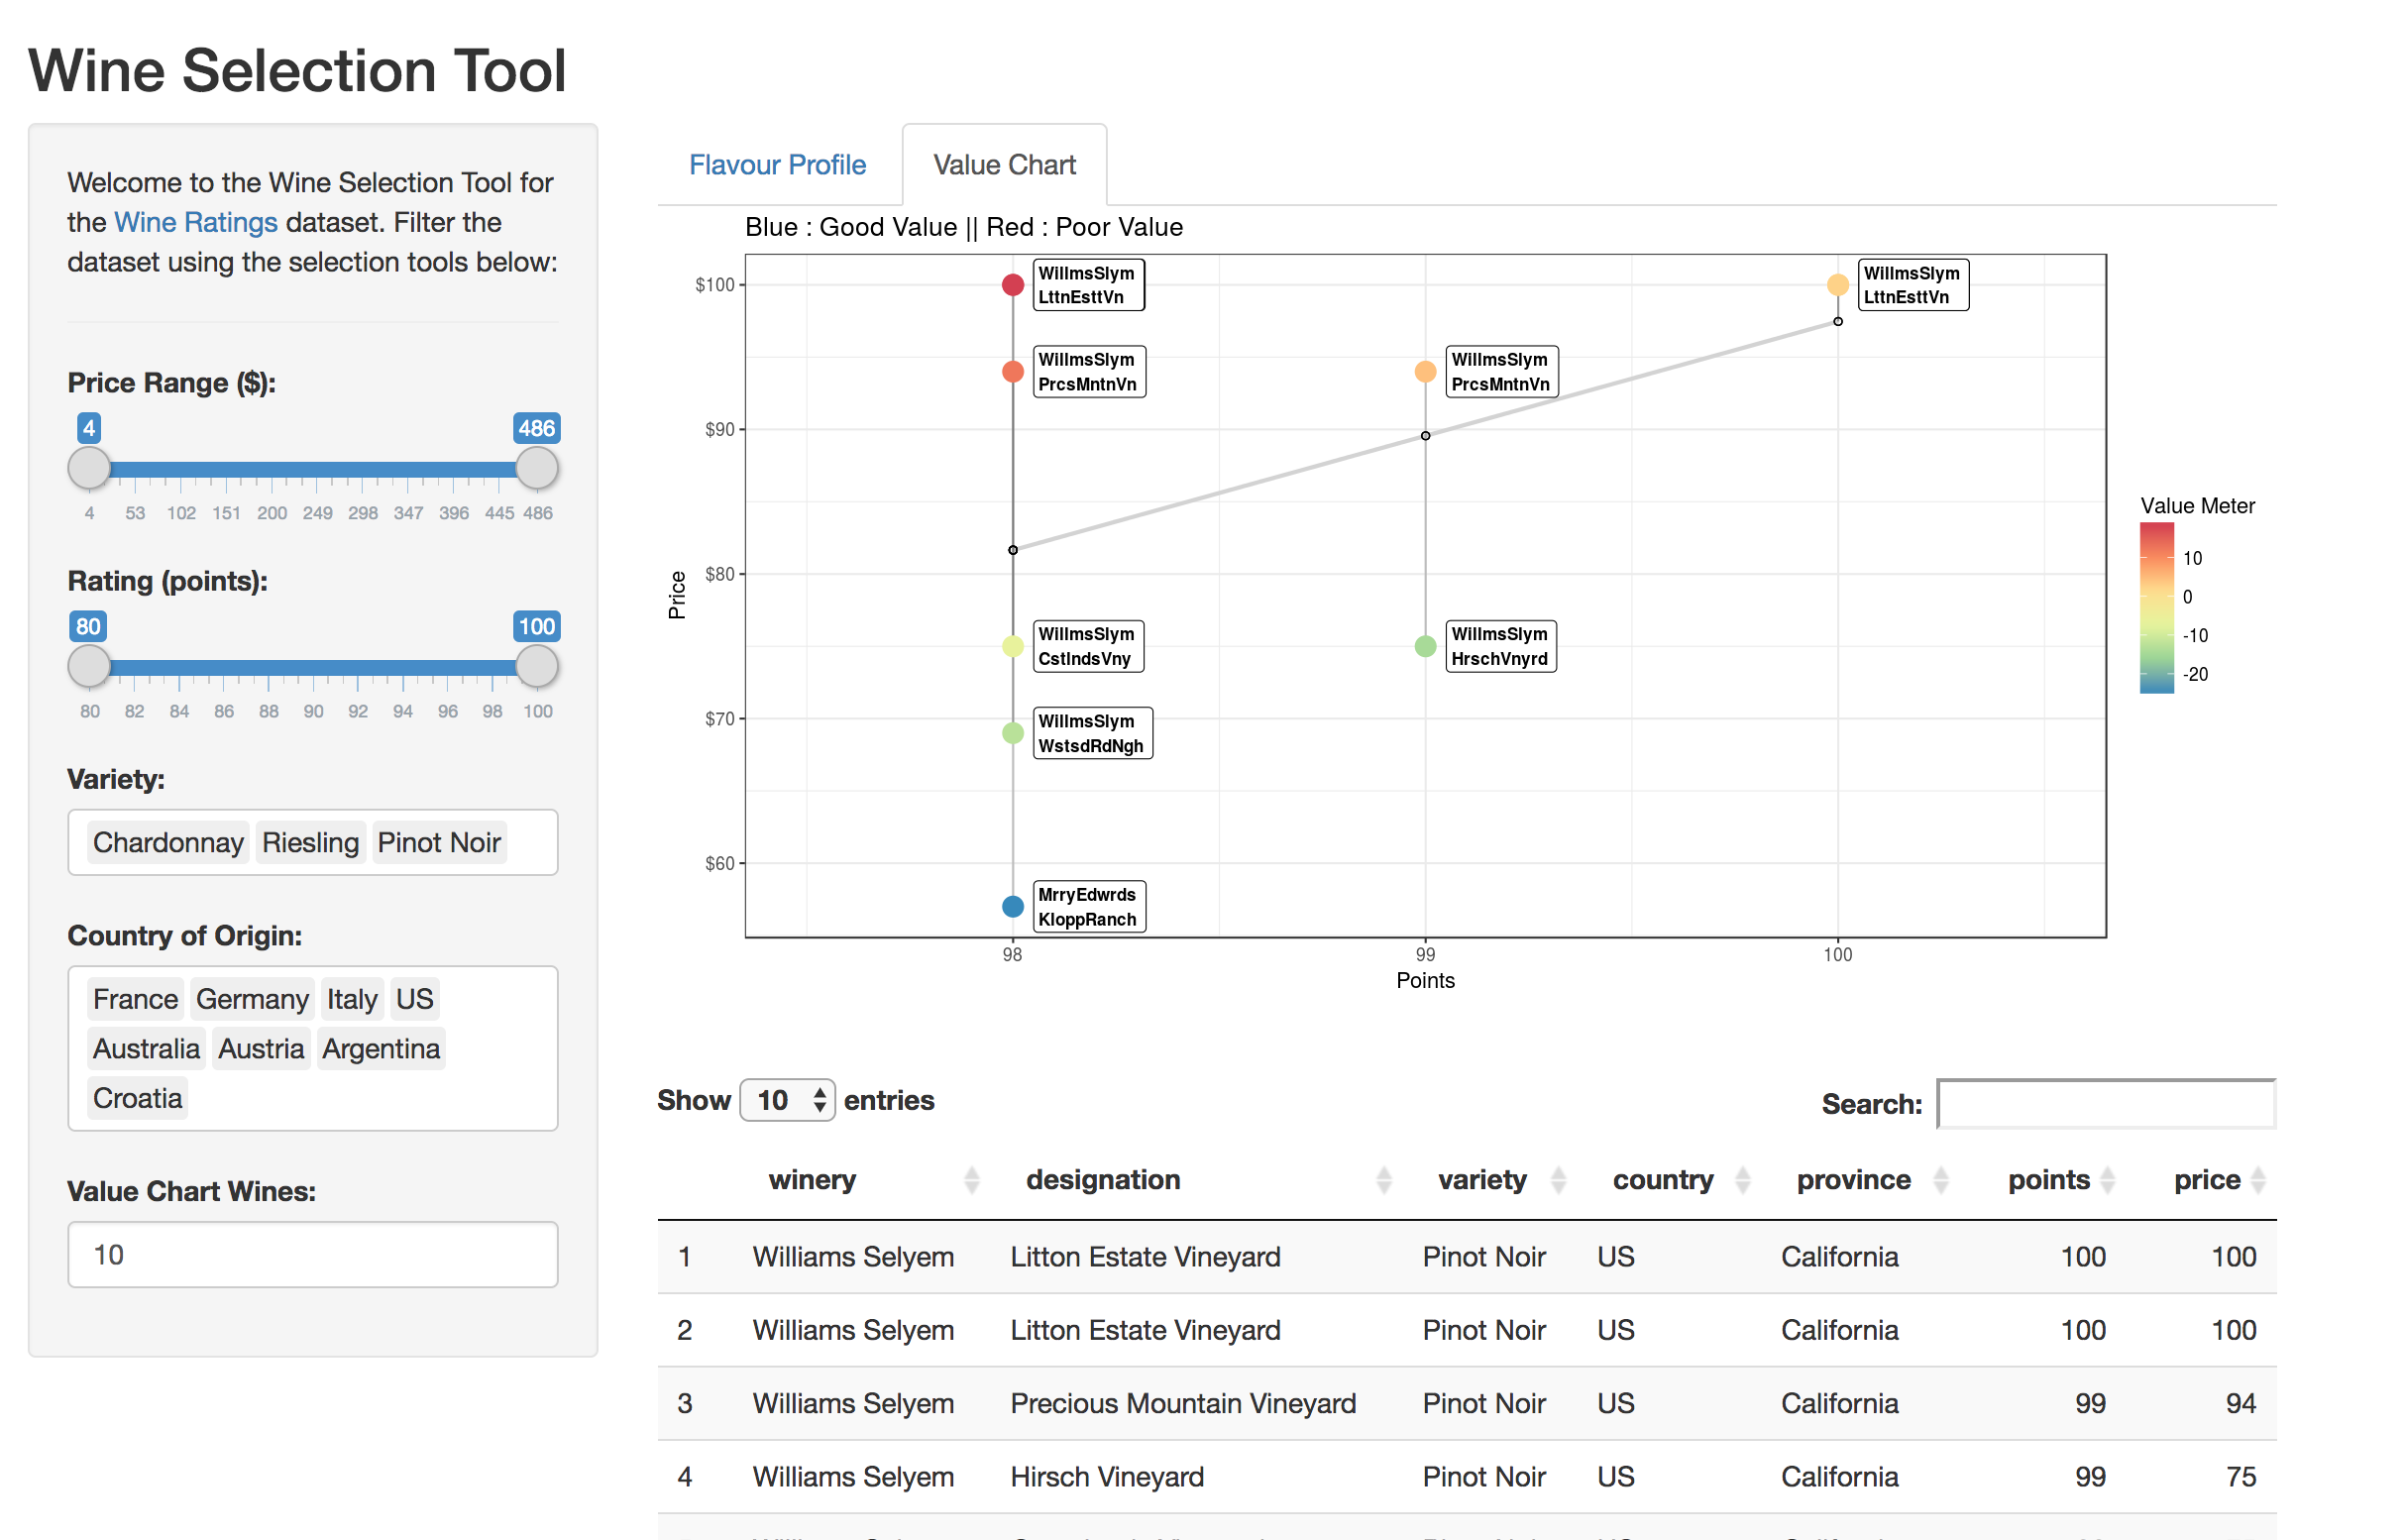 Wine Selection Tool
Welcome to the Wine Selection Tool for
the Wine Ratings dataset. Filter the
dataset using the selection tools below:
Price Range ($):
4 486
4 53 102 151 200 249 298 347 396 445 486
Rating (points):
80 100
80 82 84 86 88 90 92 94 96 98 100
Variety:
Chardonnay Riesling Pinot Noir
Country of Origin:
France Germany Italy US
Australia Austria Argentina
Croatia
Value Chart Wines:
10
Flavour Profile Value Chart
Blue : Good Value || Red : Poor Value
Price
$100
$90
$80
$70
$60
WillmsSlym
LttnEsttVn
WillmsSlym
LttnEsttVn
WillmsSlym
PrcsMntnVn
WillmsSlym
PrcsMntnVn
WillmsSlym
CstlndsVny
WillmsSlym
HrschVnyrd
WillmsSlym
WstsdRdNgh
MrryEdwrds
KloppRanch
98 99 100
Points
Value Meter
10
0
-10
-20
Show 10 entries
Search:
winery designation variety country province points price
1 Williams Selyem Litton Estate Vineyard Pinot Noir US California 100 100
2 Williams Selyem Litton Estate Vineyard Pinot Noir US California 100 100
3 Williams Selyem Precious Mountain Vineyard Pinot Noir US California 99 94
4 Williams Selyem Hirsch Vineyard Pinot Noir US California 99 75